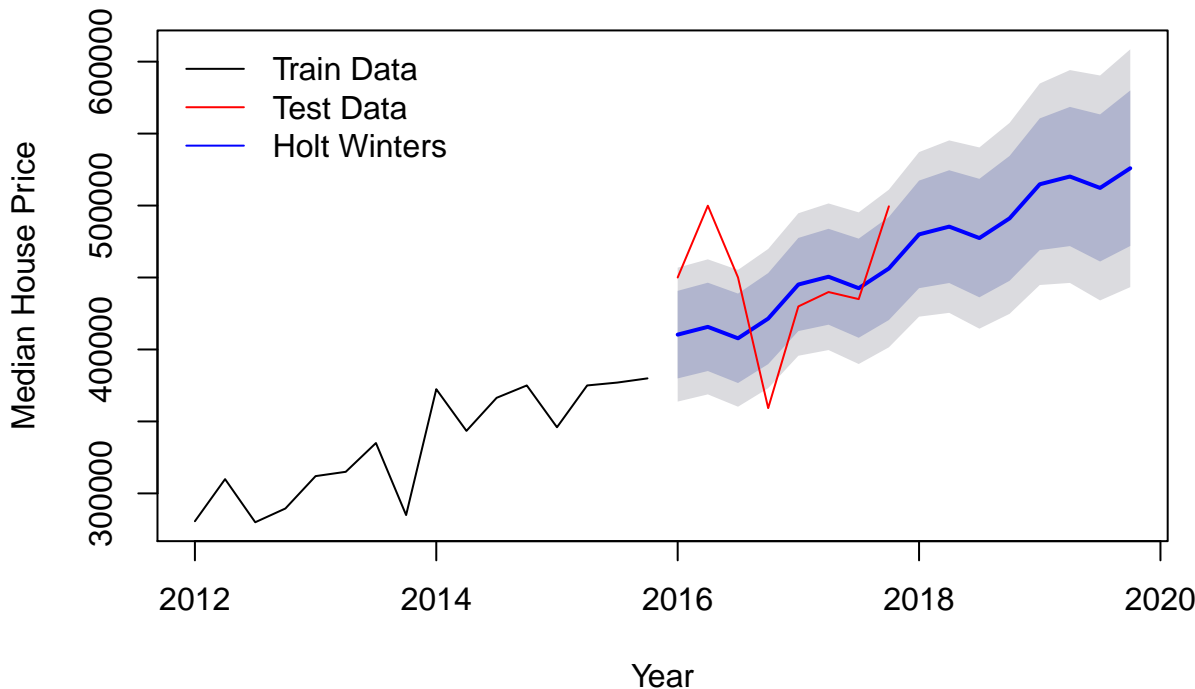 Median House Price
600000
500000
400000
300000
Train Data
Test Data
Holt Winters
2012 2014 2016 2018 2020
Year